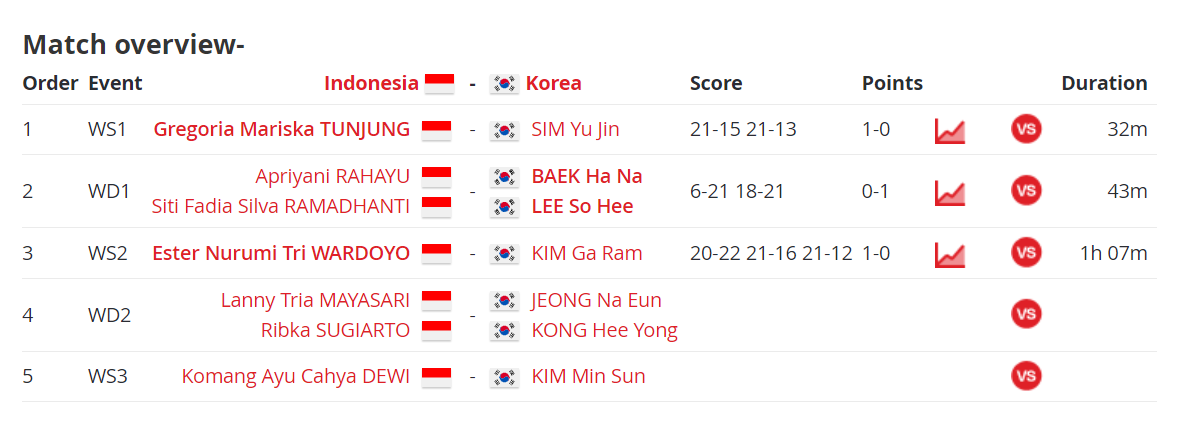 Match overview-
Order Event Indonesia - Korea Score Points Duration
1 WS1 Gregoria Mariska TUNJUNG - SIM Yu Jin 21-15 21-13 1-0 VS 32m
Apriyani RAHAYU BAEK Ha Na
2 WD1 - 6-21 18-21 0-1 VS 43m
Siti Fadia Silva RAMADHANTI LEE So Hee
3 WS2 Ester Nurumi Tri WARDOYO - KIM Ga Ram 20-22 21-16 21-12 1-0 VS 1h 07m
Lanny Tria MAYASARI JEONG Na Eun
4 WD2 - VS
Ribka SUGIARTO KONG Hee Yong
5 WS3 Komang Ayu Cahya DEWI - KIM Min Sun VS